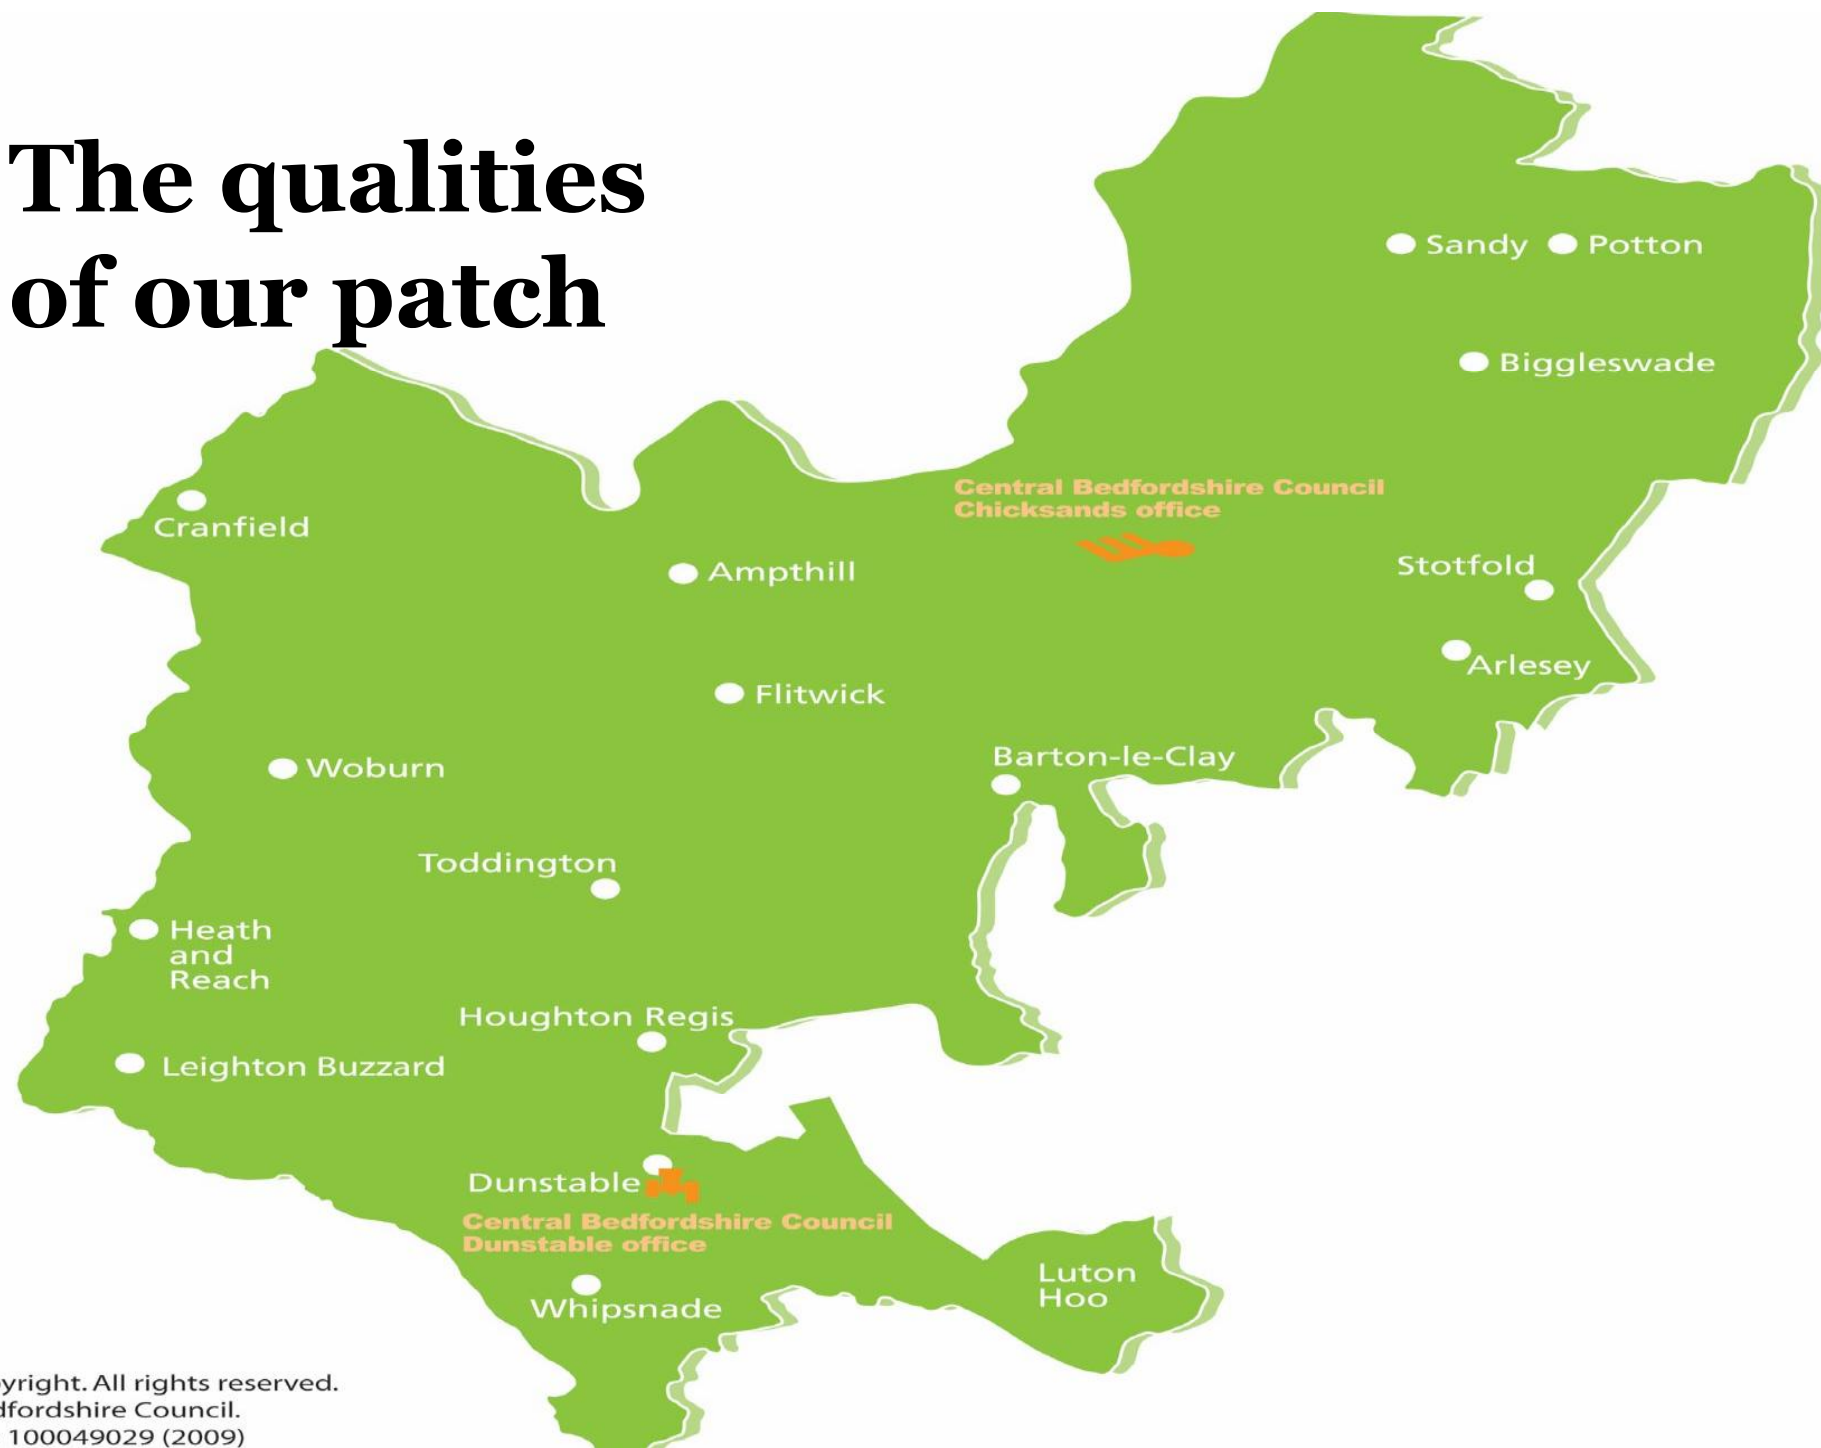 The qualities
of our patch
Sandy
Potton
Biggleswade
Central Bedfordshire Council
Chicksands office
Cranfield
Ampthill
Stotfold
Arlesey
Flitwick
Barton-le-Clay
Woburn
Toddington
Heath
and
Reach
Houghton Regis
Leighton Buzzard
Dunstable
Central Bedfordshire Council
Dunstable office
Luton
Hoo
Whipsnade
yright. All rights reserved.
dfordshire Council.
100049029 (2009)